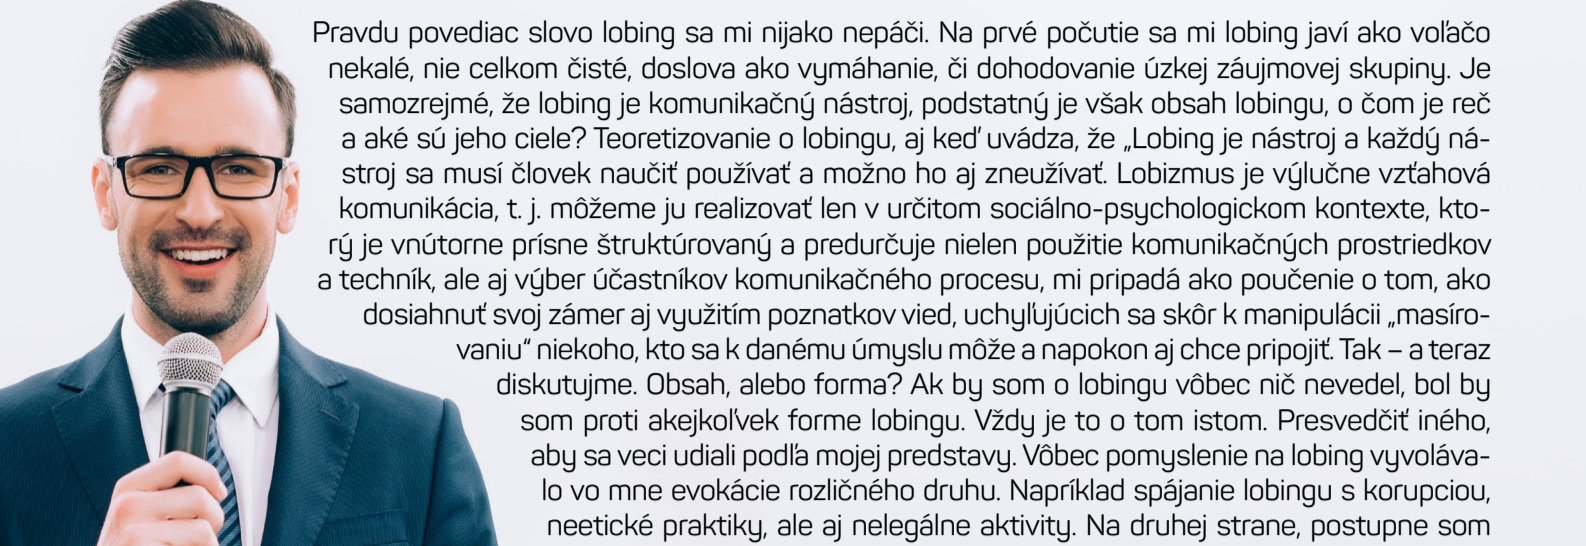 Pravdu povediac slovo lobing sa mi nijako nepáči. Na prvé počutie sa mi lobing javí ako voľačo
nekalé, nie celkom čisté, doslova ako vymáhanie, či dohodovanie úzkej záujmovej skupiny. Je
samozrejmé, že lobing je komunikačný nástroj, podstatný je však obsah lobingu, o čom je reč
a aké sú jeho ciele? Teoretizovanie o lobingu, aj keď uvádza, že „Lobing je nástroj a každý ná-
stroj sa musí človek naučiť používať a možno ho aj zneužívať. Lobizmus je výlučne vzťahová
komunikácia, t. j. môžeme ju realizovať len v určitom sociálno-psychologickom kontexte, kto-
rý je vnútorne prísne štruktúrovaný a predurčuje nielen použitie komunikačných prostriedkov
a techník, ale aj výber účastníkov komunikačného procesu, mi pripadá ako poučenie o tom, ako
dosiahnuť svoj zámer aj využitím poznatkov vied, uchyľujúcich sa skôr k manipulácii „masíro-
vaniu“ niekoho, kto sa k danému úmyslu môže a napokon aj chce pripojiť. Tak – a teraz
diskutujme. Obsah, alebo forma? Ak by som o lobingu vôbec nič nevedel, bol by
som proti akejkoľvek forme lobingu. Vždy je to o tom istom. Presvedčiť iného,
aby sa veci udiali podľa mojej predstavy. Vôbec pomyslenie na lobing vyvoláva-
lo vo mne evokácie rozličného druhu. Napríklad spájanie lobingu s korupciou,
neetické praktiky, ale aj nelegálne aktivity. Na druhej strane, postupne som